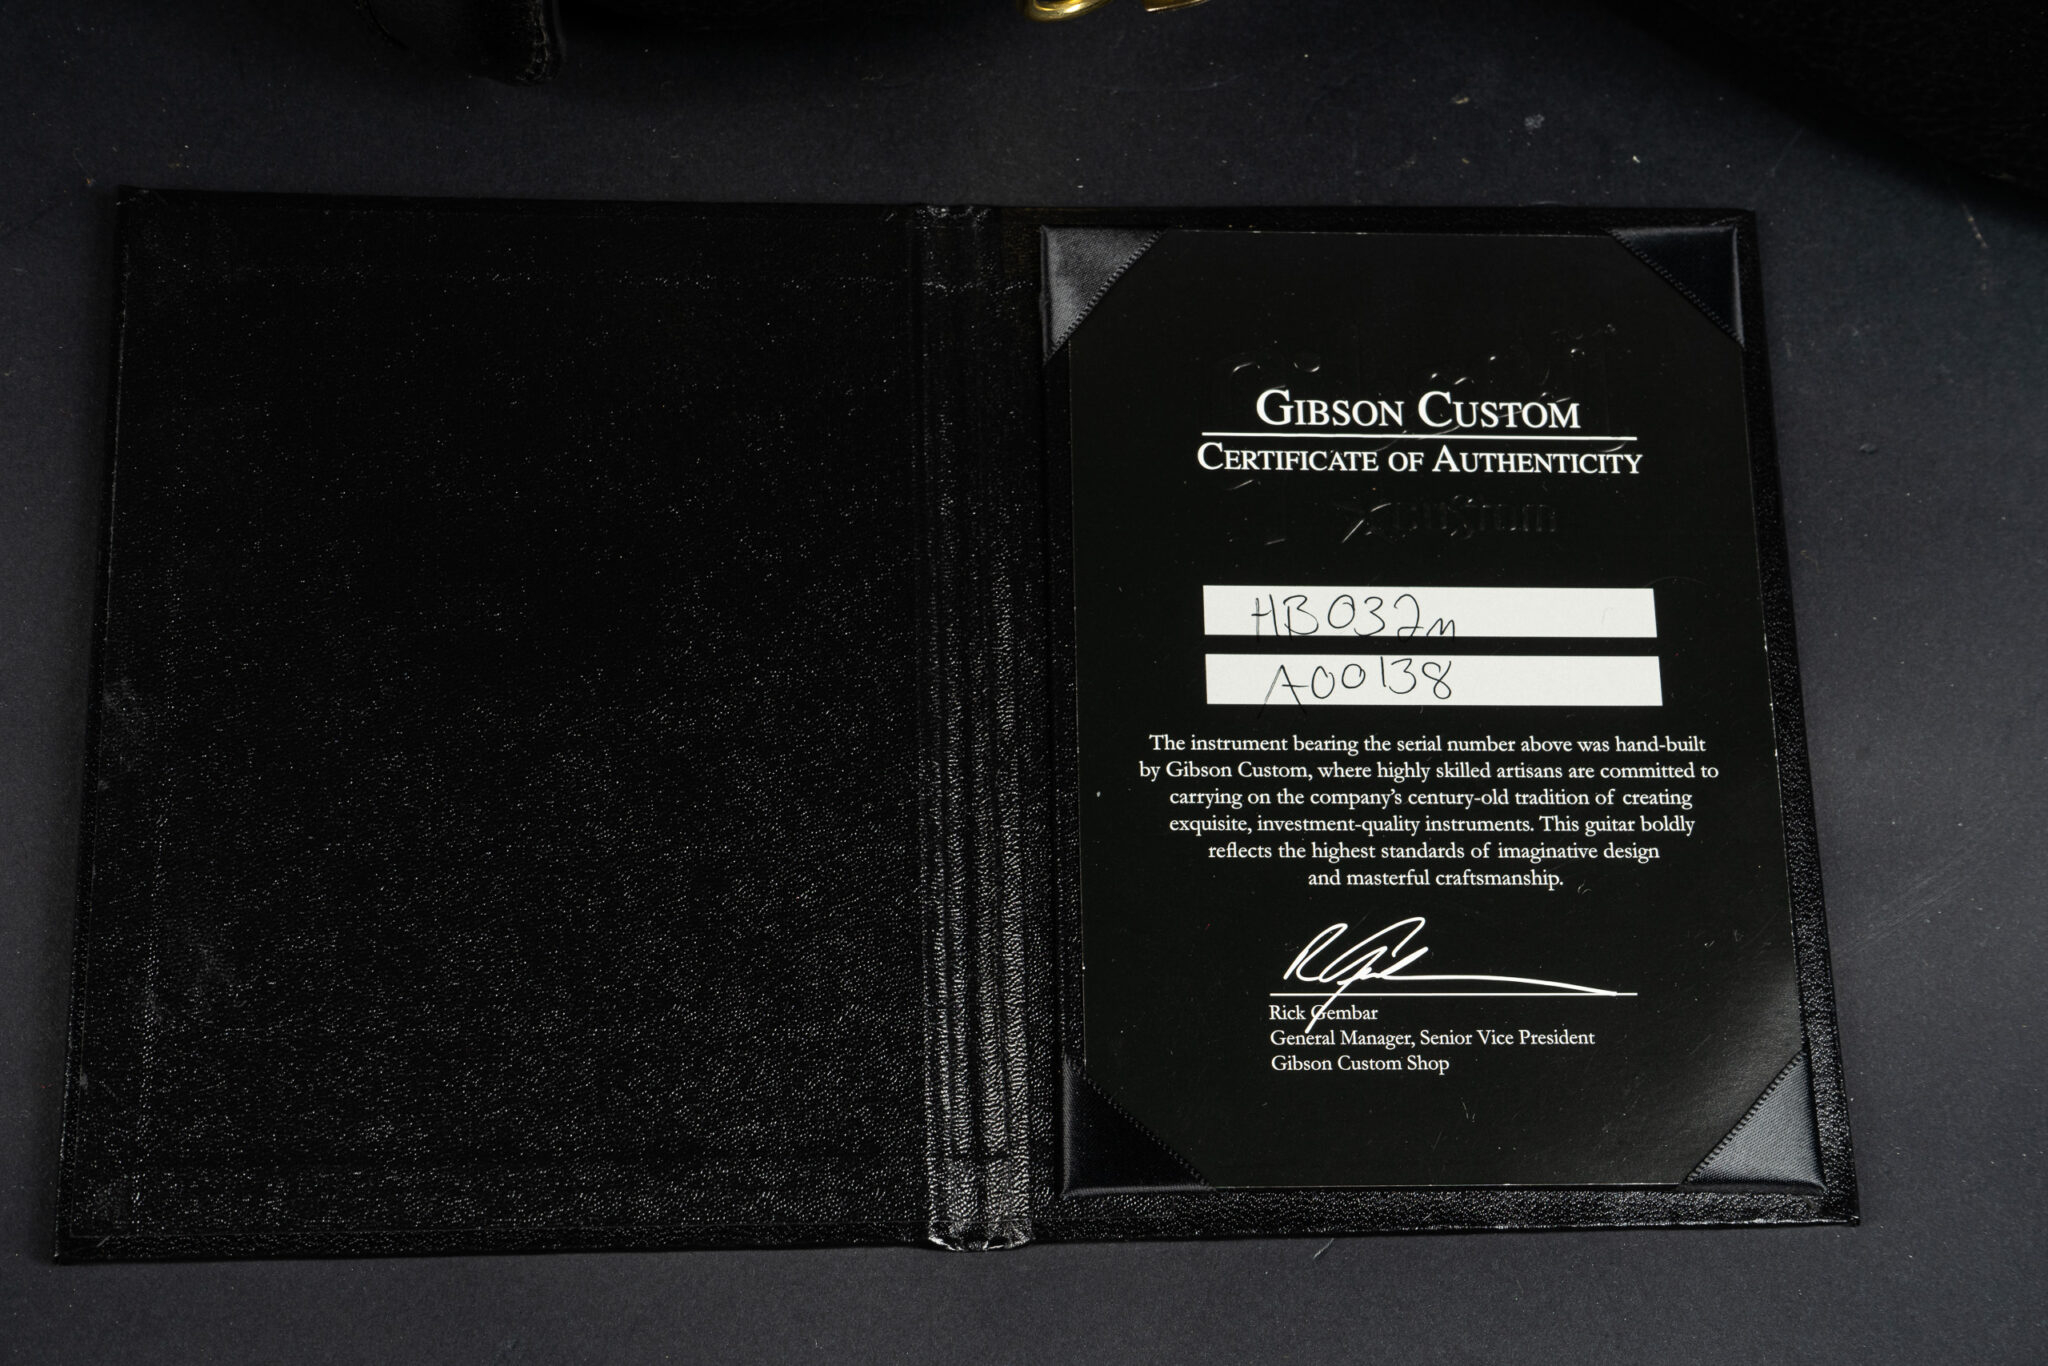 GIBSON CUSTOM
CERTIFICATE OF AUTHENTICITY
custom
HB032m
A00138
The instrument bearing the serial number above was hand-built
by Gibson Custom, where highly skilled artisans are committed to
carrying on the company's century-old tradition of creating
exquisite, investment-quality instruments. This guitar boldly
reflects the highest standards of imaginative design
and masterful craftsmanship.
Rick Gembar
General Manager, Senior Vice President
Gibson Custom Shop